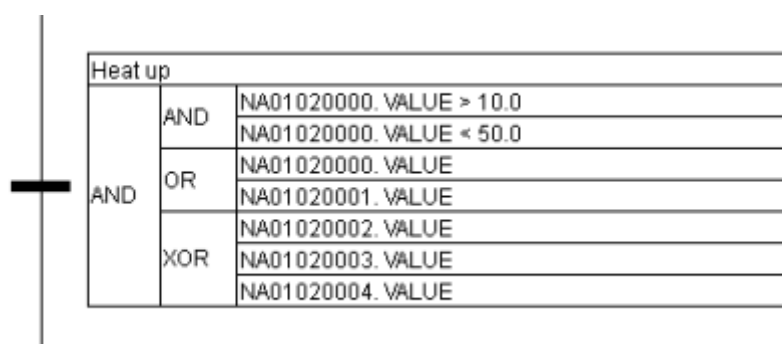 Heat up
AND
AND
NA01020000. VALUE > 10.0
NA01020000. VALUE < 50.0
OR
NA01020000. VALUE
NA01020001. VALUE
XOR
NA01020002. VALUE
NA01020003. VALUE
NA01020004. VALUE